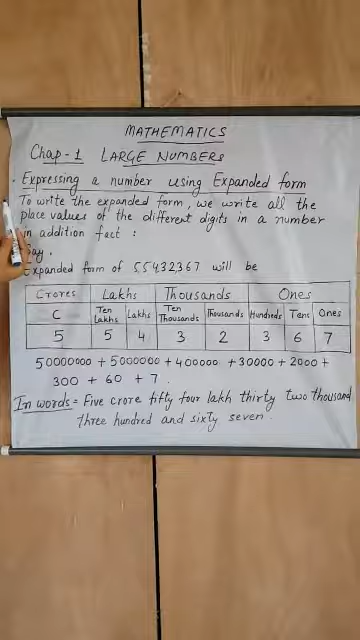 MATHEMATICS
Chap-1 LARGE NUMBERS
. Expressing a number using Expanded form
To write the expanded form, we write all the
place values of the different digits in a number
in addition fact :
Say,
Expanded form of 55432367 will be
Crores Lakhs Thousands Ones
C Ten Lakhs Lakhs Ten Thousands Thousands Hundreds Tens Ones
5 5 4 3 2 3 6 7
50000000 + 5000000 + 400000 + 30000 + 2000 +
300 + 60 + 7
In words = Five crore fifty four lakh thirty two thousand
three hundred and sixty seven.